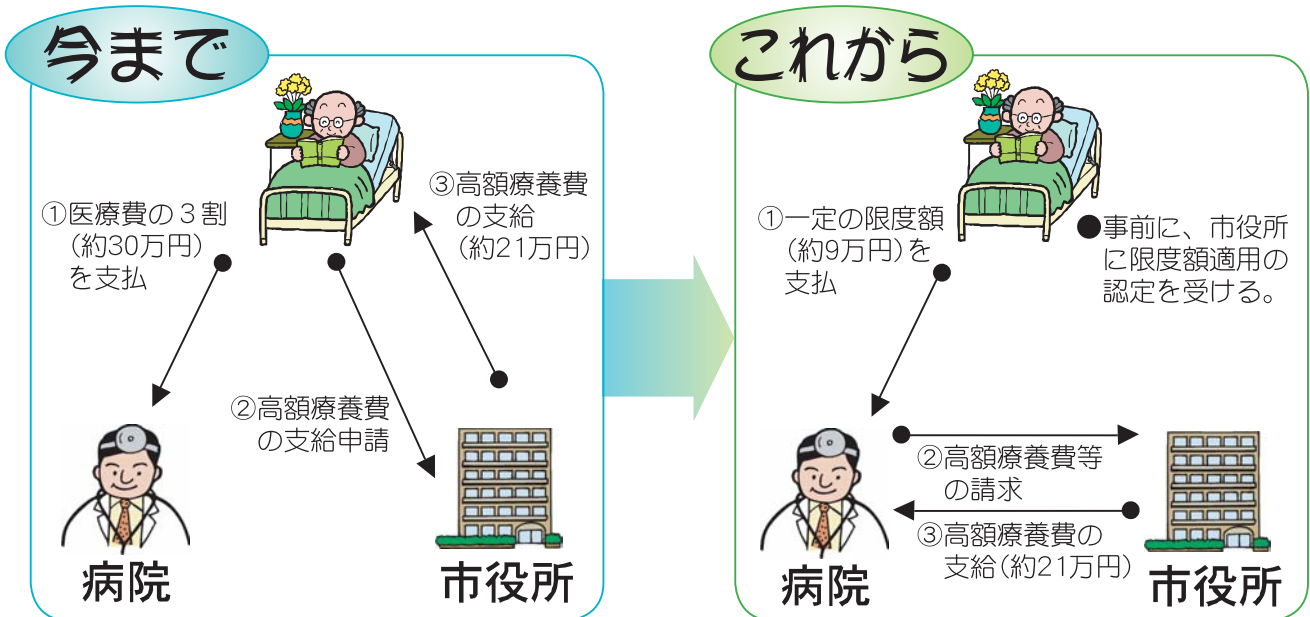 今まで
①医療費の３割
（約30万円）
を支払
③高額療養費
の支給
（約21万円）
②高額療養費
の支給申請
病院
市役所
これから
①一定の限度額
（約9万円）を
支払
●事前に、市役所
に限度額適用の
認定を受ける。
②高額療養費等
の請求
③高額療養費の
支給（約21万円）
病院
市役所